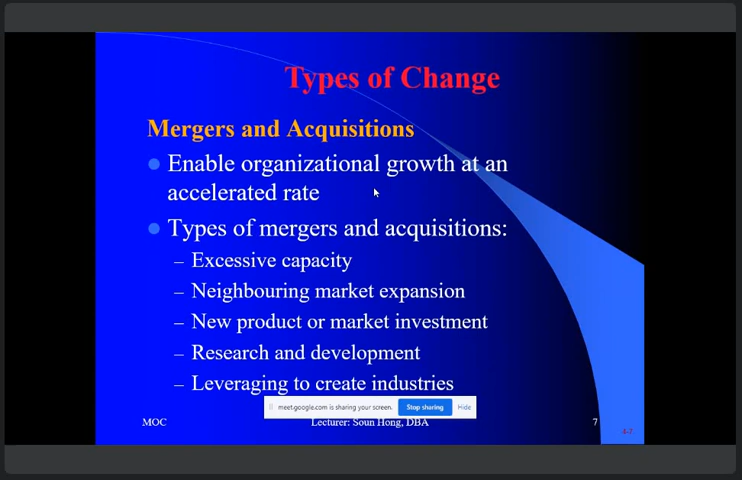 Types of Change
Mergers and Acquisitions
Enable organizational growth at an
accelerated rate
Types of mergers and acquisitions:
– Excessive capacity
– Neighbouring market expansion
– New product or market investment
– Research and development
– Leveraging to create industries
meet.google.com is sharing your screen. Stop sharing Hide
MOC Lecturer: Soun Hong, DBA 7
4-7